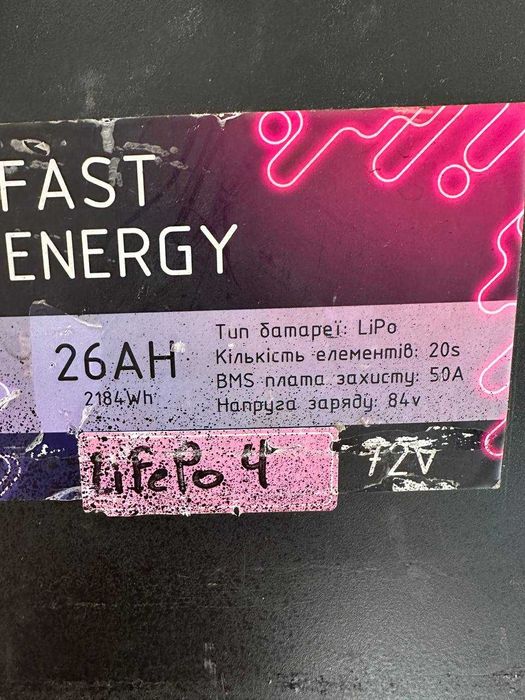 FAST
ENERGY
26AH
2184Wh
Тип батареї: LiPo
Кількість елементів: 20s
BMS плата захисту: 50A
Напруга заряду: 84v
LiFePo 4
72v